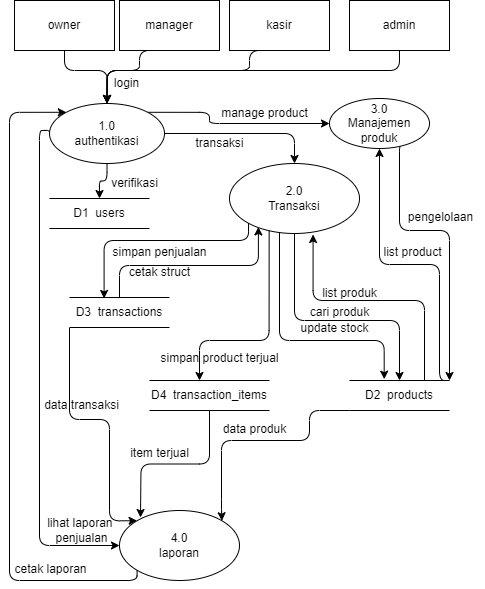 owner
manager
kasir
admin
login
1.0
authentikasi
manage product
3.0
Manajemen
produk
transaksi
verifikasi
D1 users
2.0
Transaksi
pengelolaan
simpan penjualan
cetak struct
list product
list produk
D3 transactions
cari produk
update stock
simpan product terjual
D4 transaction_items
D2 products
data transaksi
data produk
item terjual
lihat laporan
penjualan
4.0
laporan
cetak laporan